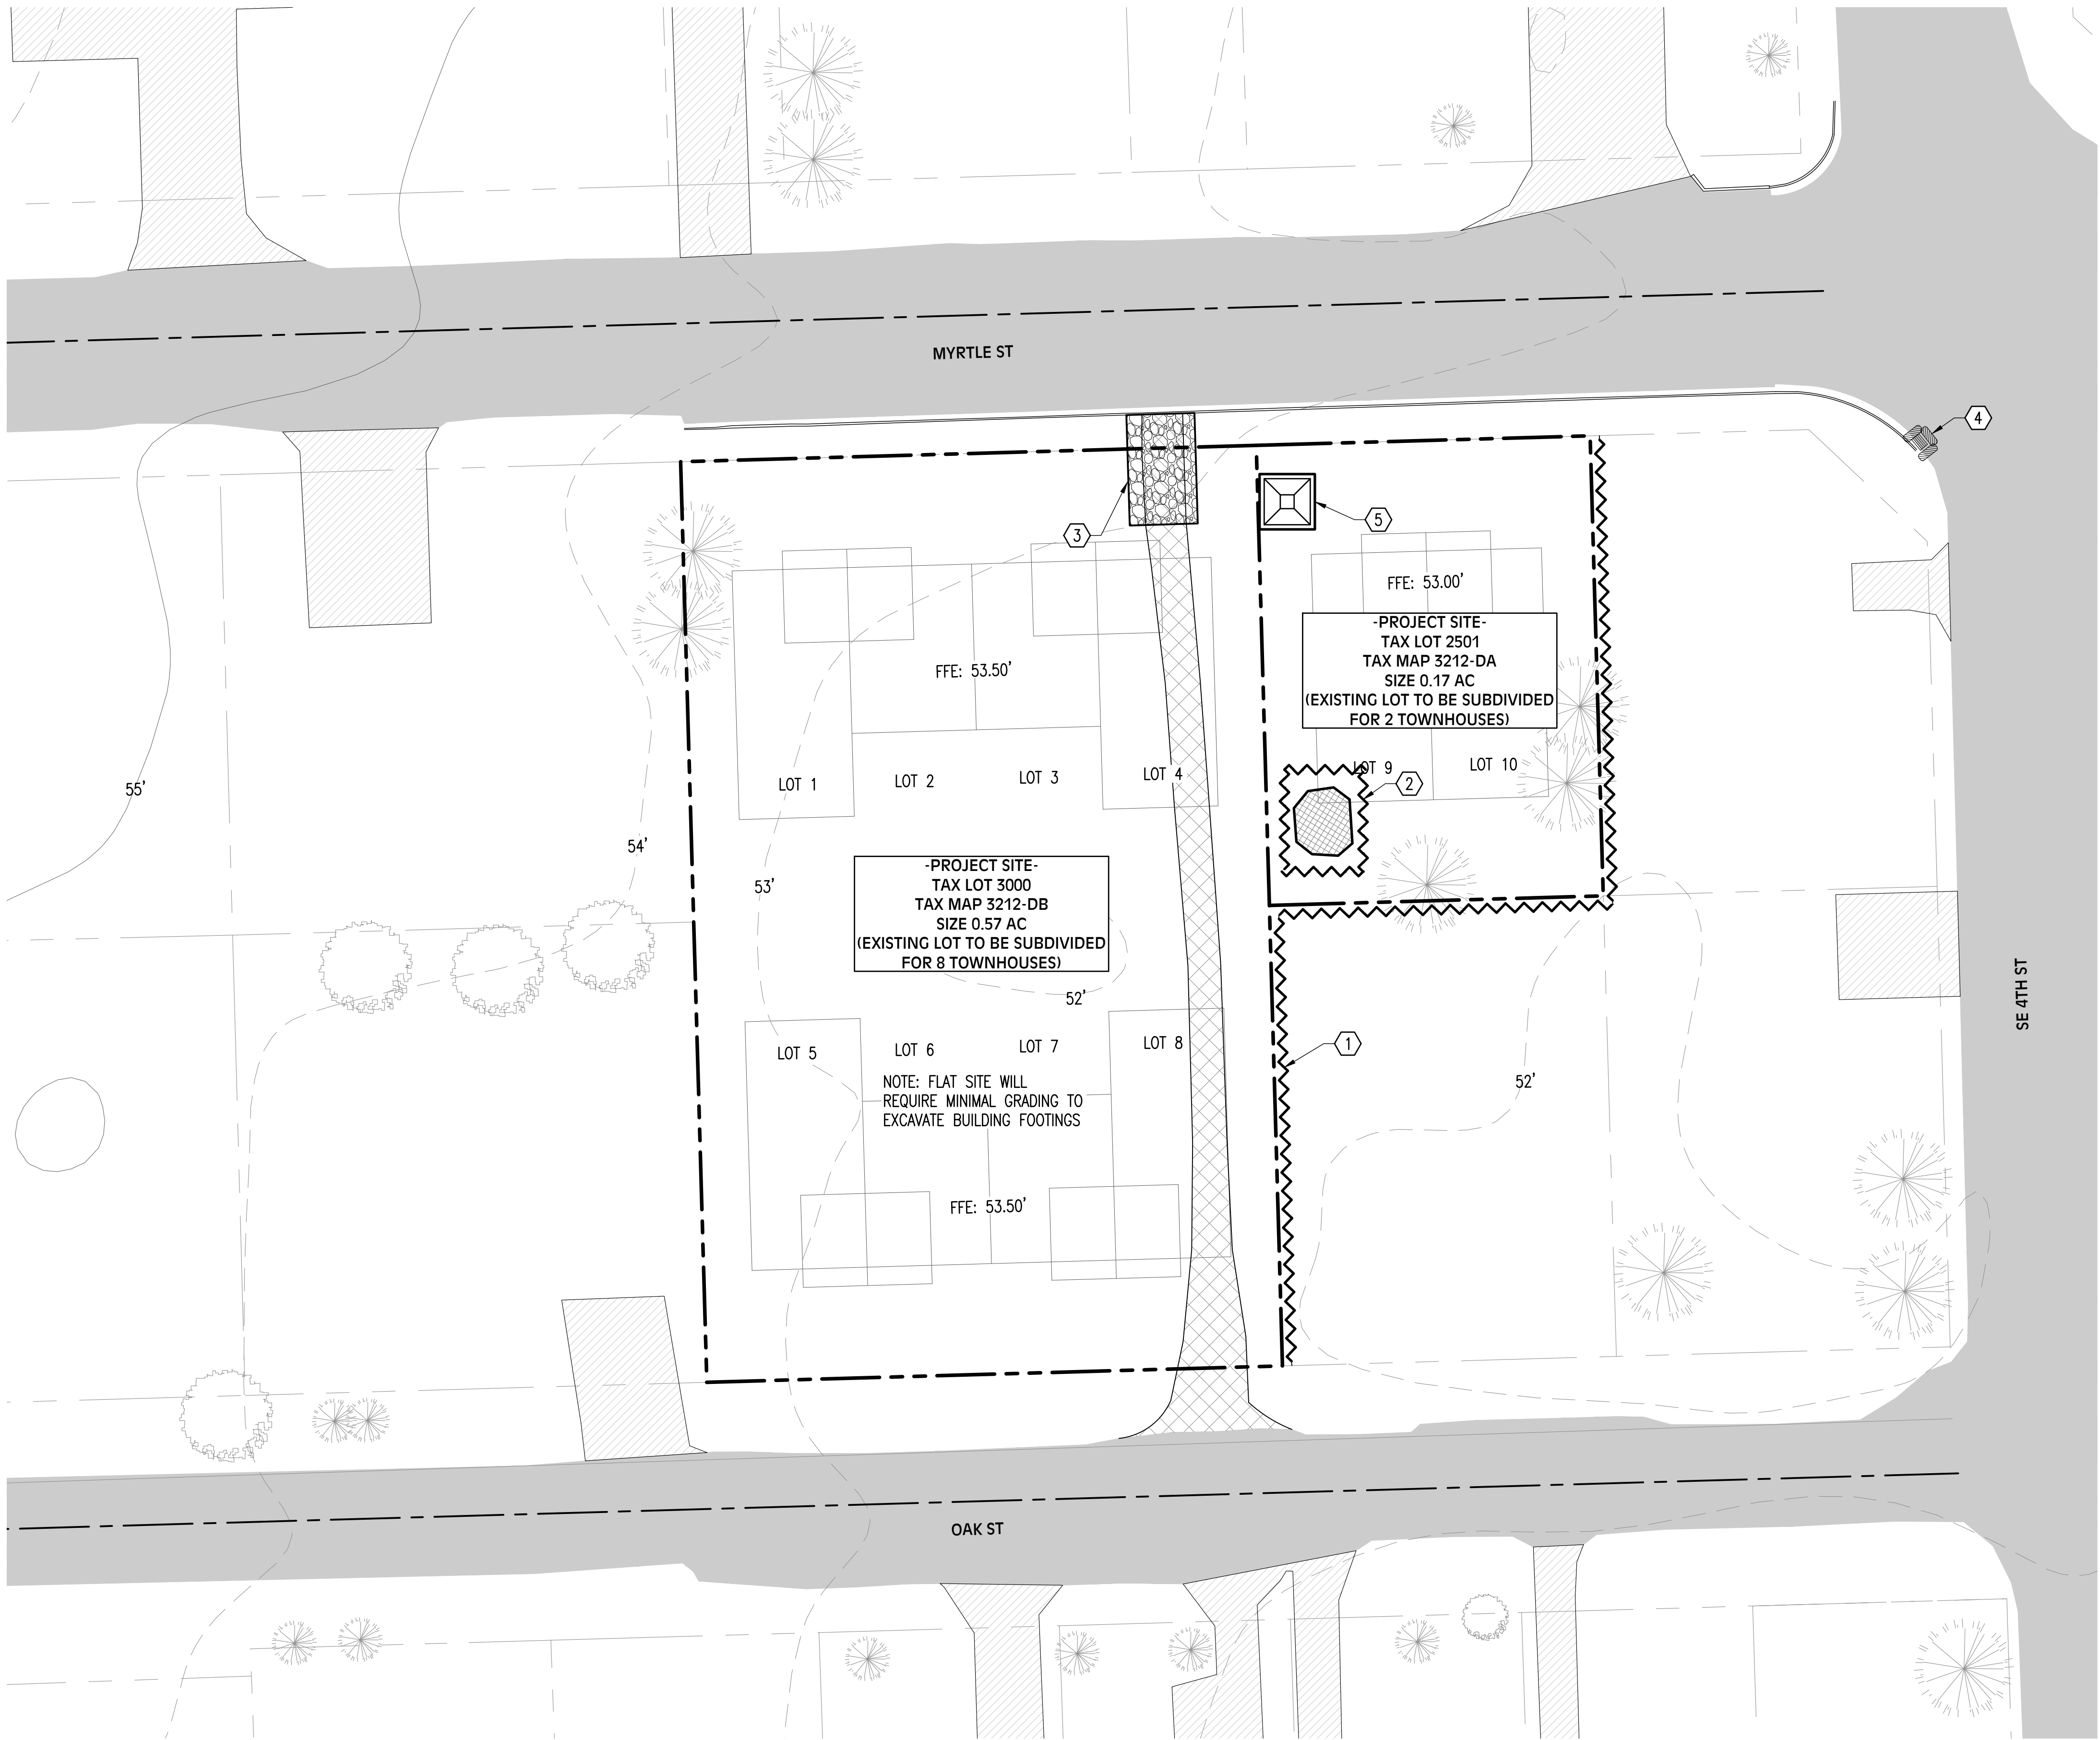 MYRTLE ST
4
3
5
FFE: 53.00'
-PROJECT SITE-
TAX LOT 2501
TAX MAP 3212-DA
SIZE 0.17 AC
(EXISTING LOT TO BE SUBDIVIDED
FOR 2 TOWNHOUSES)
FFE: 53.50'
LOT 9
LOT 10
2
LOT 1
LOT 2
LOT 3
LOT 4
55'
54'
53'
-PROJECT SITE-
TAX LOT 3000
TAX MAP 3212-DB
SIZE 0.57 AC
(EXISTING LOT TO BE SUBDIVIDED
FOR 8 TOWNHOUSES)
52'
SE 4TH ST
LOT 5
LOT 6
LOT 7
LOT 8
1
NOTE: FLAT SITE WILL
REQUIRE MINIMAL GRADING TO
EXCAVATE BUILDING FOOTINGS
52'
FFE: 53.50'
OAK ST